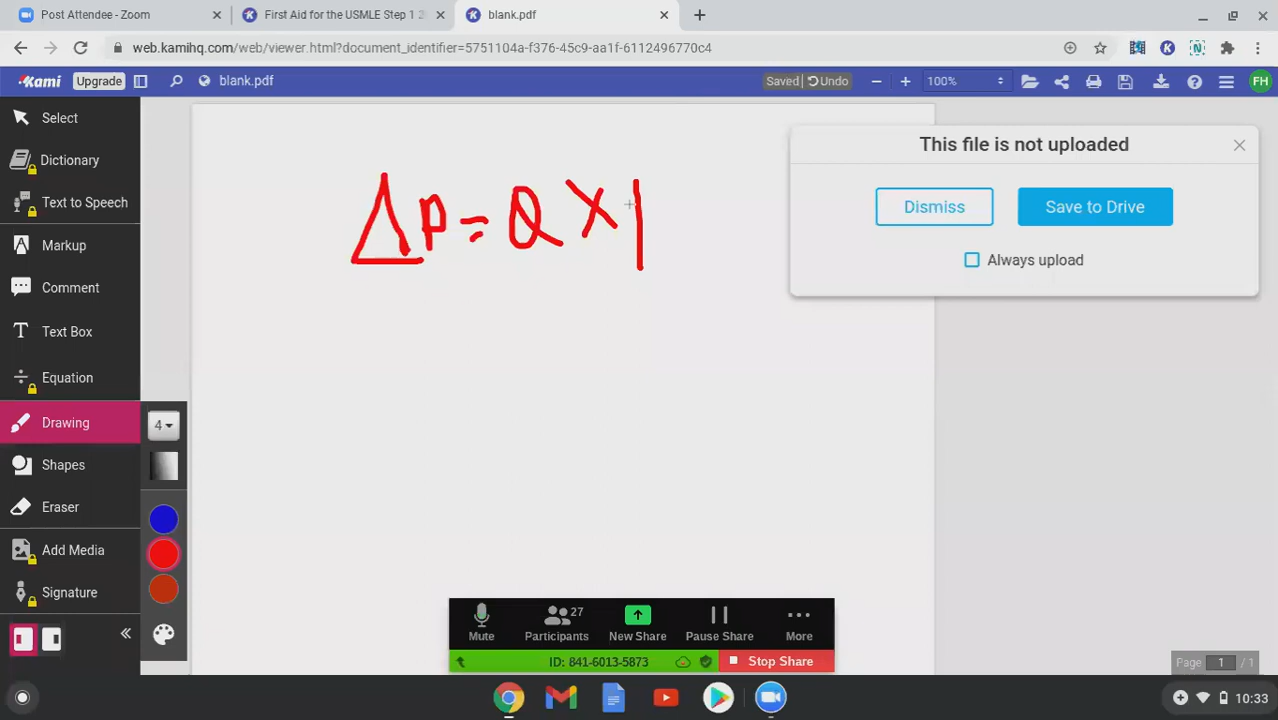 Post Attendee - Zoom
First Aid for the USMLE Step 1 2
blank.pdf
web.kamihq.com/web/viewer.html?document_identifier=5751104a-f376-45c9-aa1f-6112496770c4
Kami Upgrade blank.pdf Saved Undo 100% FH
Select
Dictionary
Text to Speech
Markup
Comment
Text Box
Equation
Drawing
4
Shapes
Eraser
Add Media
Signature
ΔP = Q X |
This file is not uploaded
Dismiss Save to Drive
Always upload
27
Mute Participants New Share Pause Share More
ID: 841-6013-5873 Stop Share
Page 1 / 1
10:33